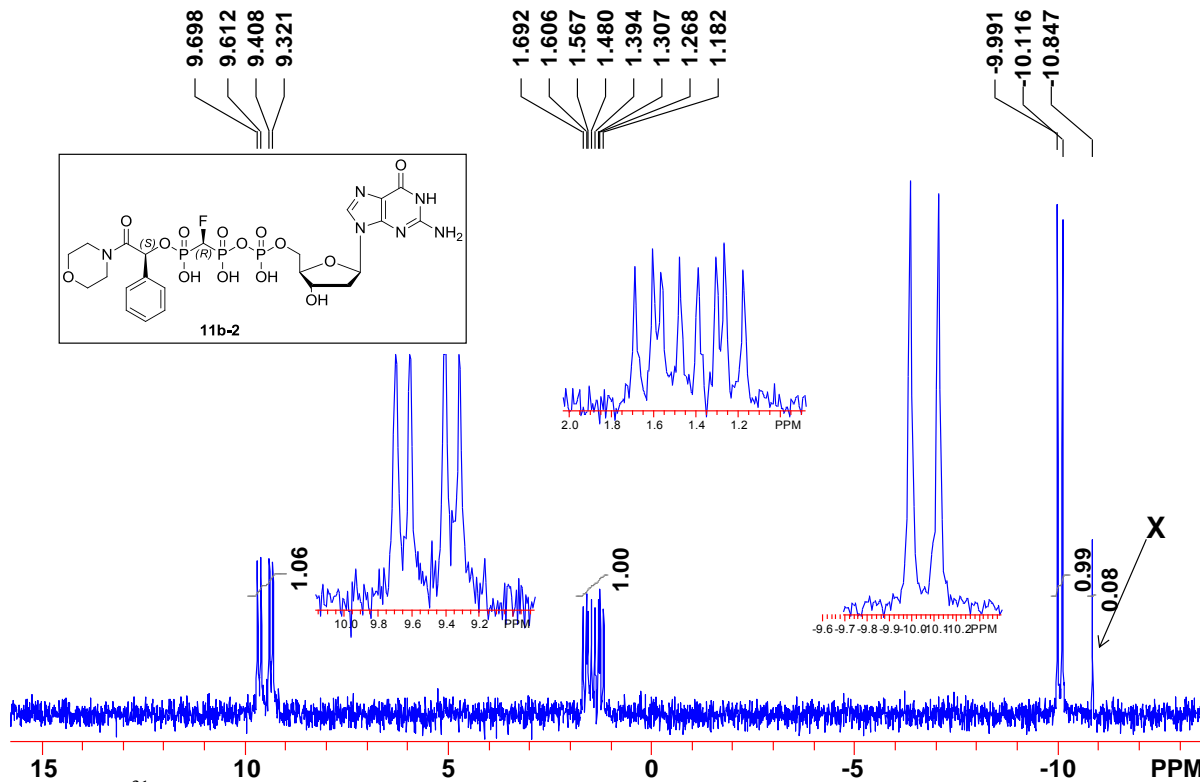 9.698
9.612
9.408
9.321
1.692
1.606
1.567
1.480
1.394
1.307
1.268
1.182
-9.991
-10.116
-10.847
O
N
NH
N
N
NH2
O
F
O
O
O
(S)
O
P
(R)
P
O
P
O
N
OH
OH
OH
O
O
OH
11b-2
2.0 1.8 1.6 1.4 1.2 PPM
X
1.06
1.00
0.99
0.08
10.0 9.8 9.6 9.4 9.2 PPM
-9.6 -9.7 -9.8 -9.9 -10.0 -10.1 -10.2 PPM
15 10 5 0 -5 -10 PPM